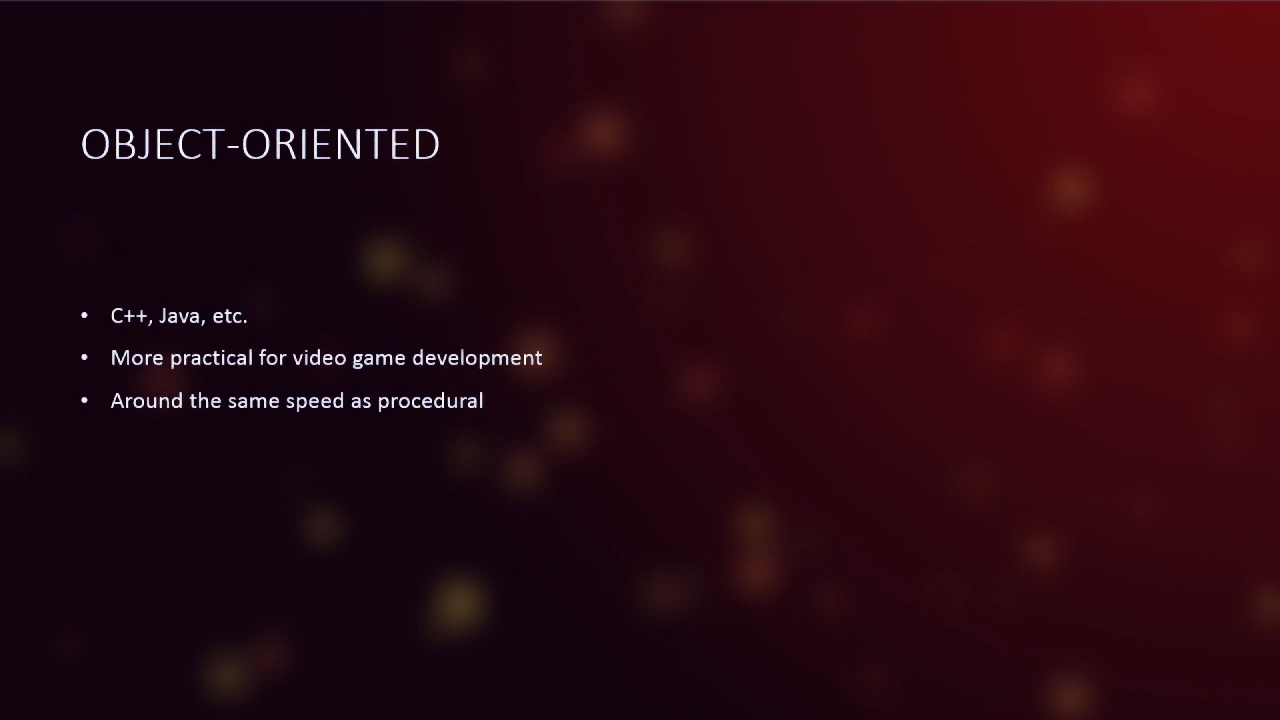 OBJECT-ORIENTED
• C++, Java, etc.
• More practical for video game development
• Around the same speed as procedural